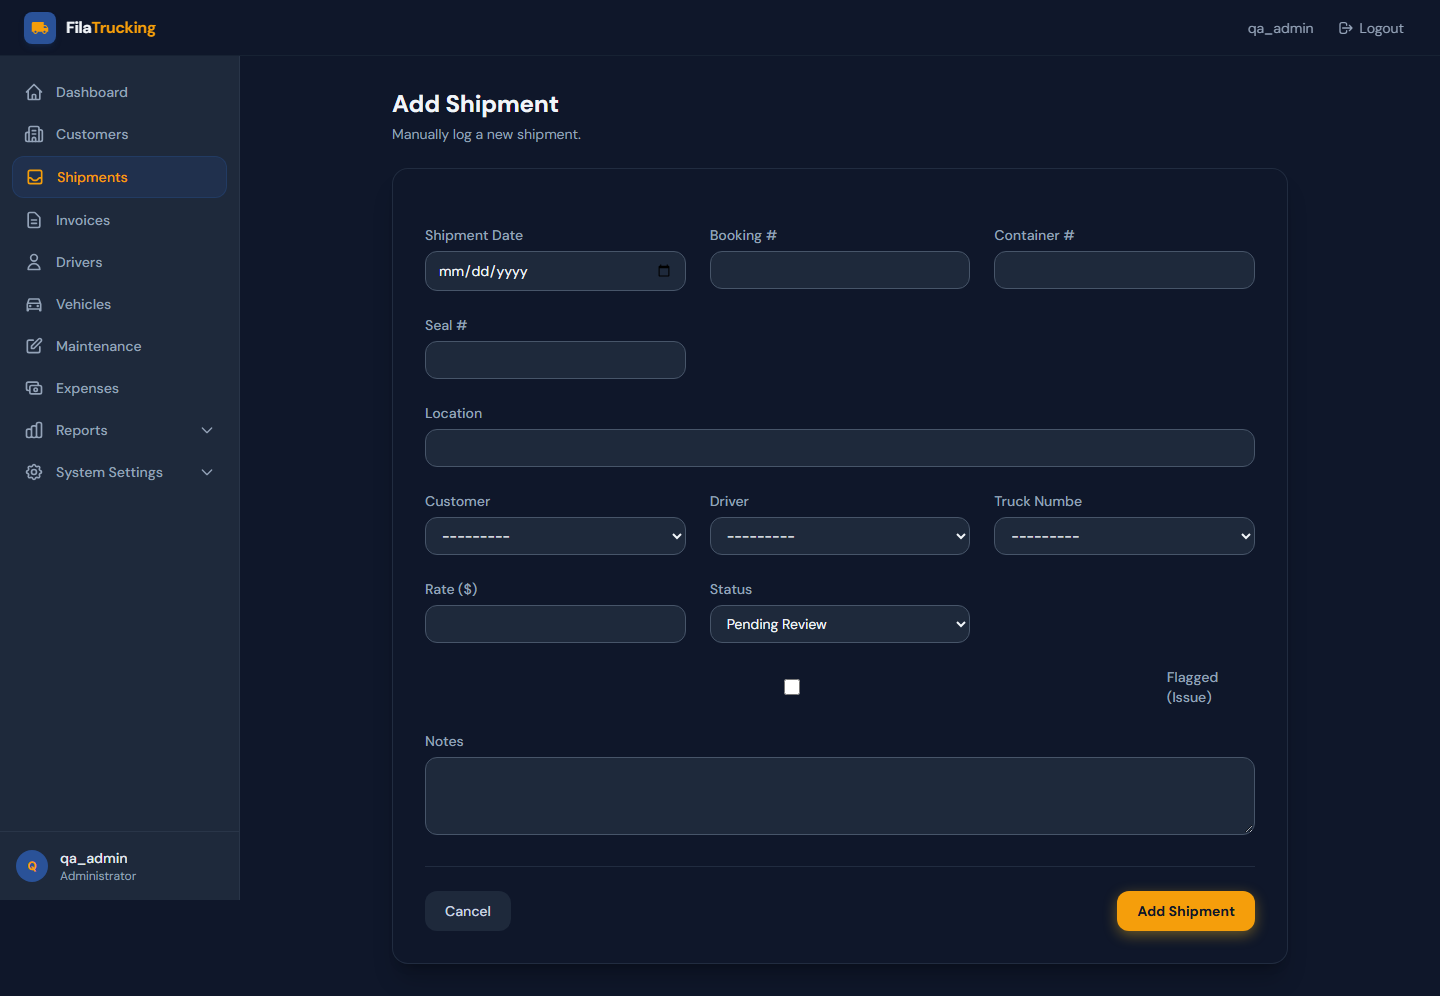 FilaTrucking
qa_admin
Logout
Dashboard
Customers
Shipments
Invoices
Drivers
Vehicles
Maintenance
Expenses
Reports
System Settings
Q
qa_admin
Administrator
Add Shipment
Manually log a new shipment.
Shipment Date
Booking #
Container #
mm/dd/yyyy
Seal #
Location
Customer
Driver
Truck Numbe
---------
---------
---------
Rate ($)
Status
Pending Review
Flagged
(Issue)
Notes
Cancel
Add Shipment